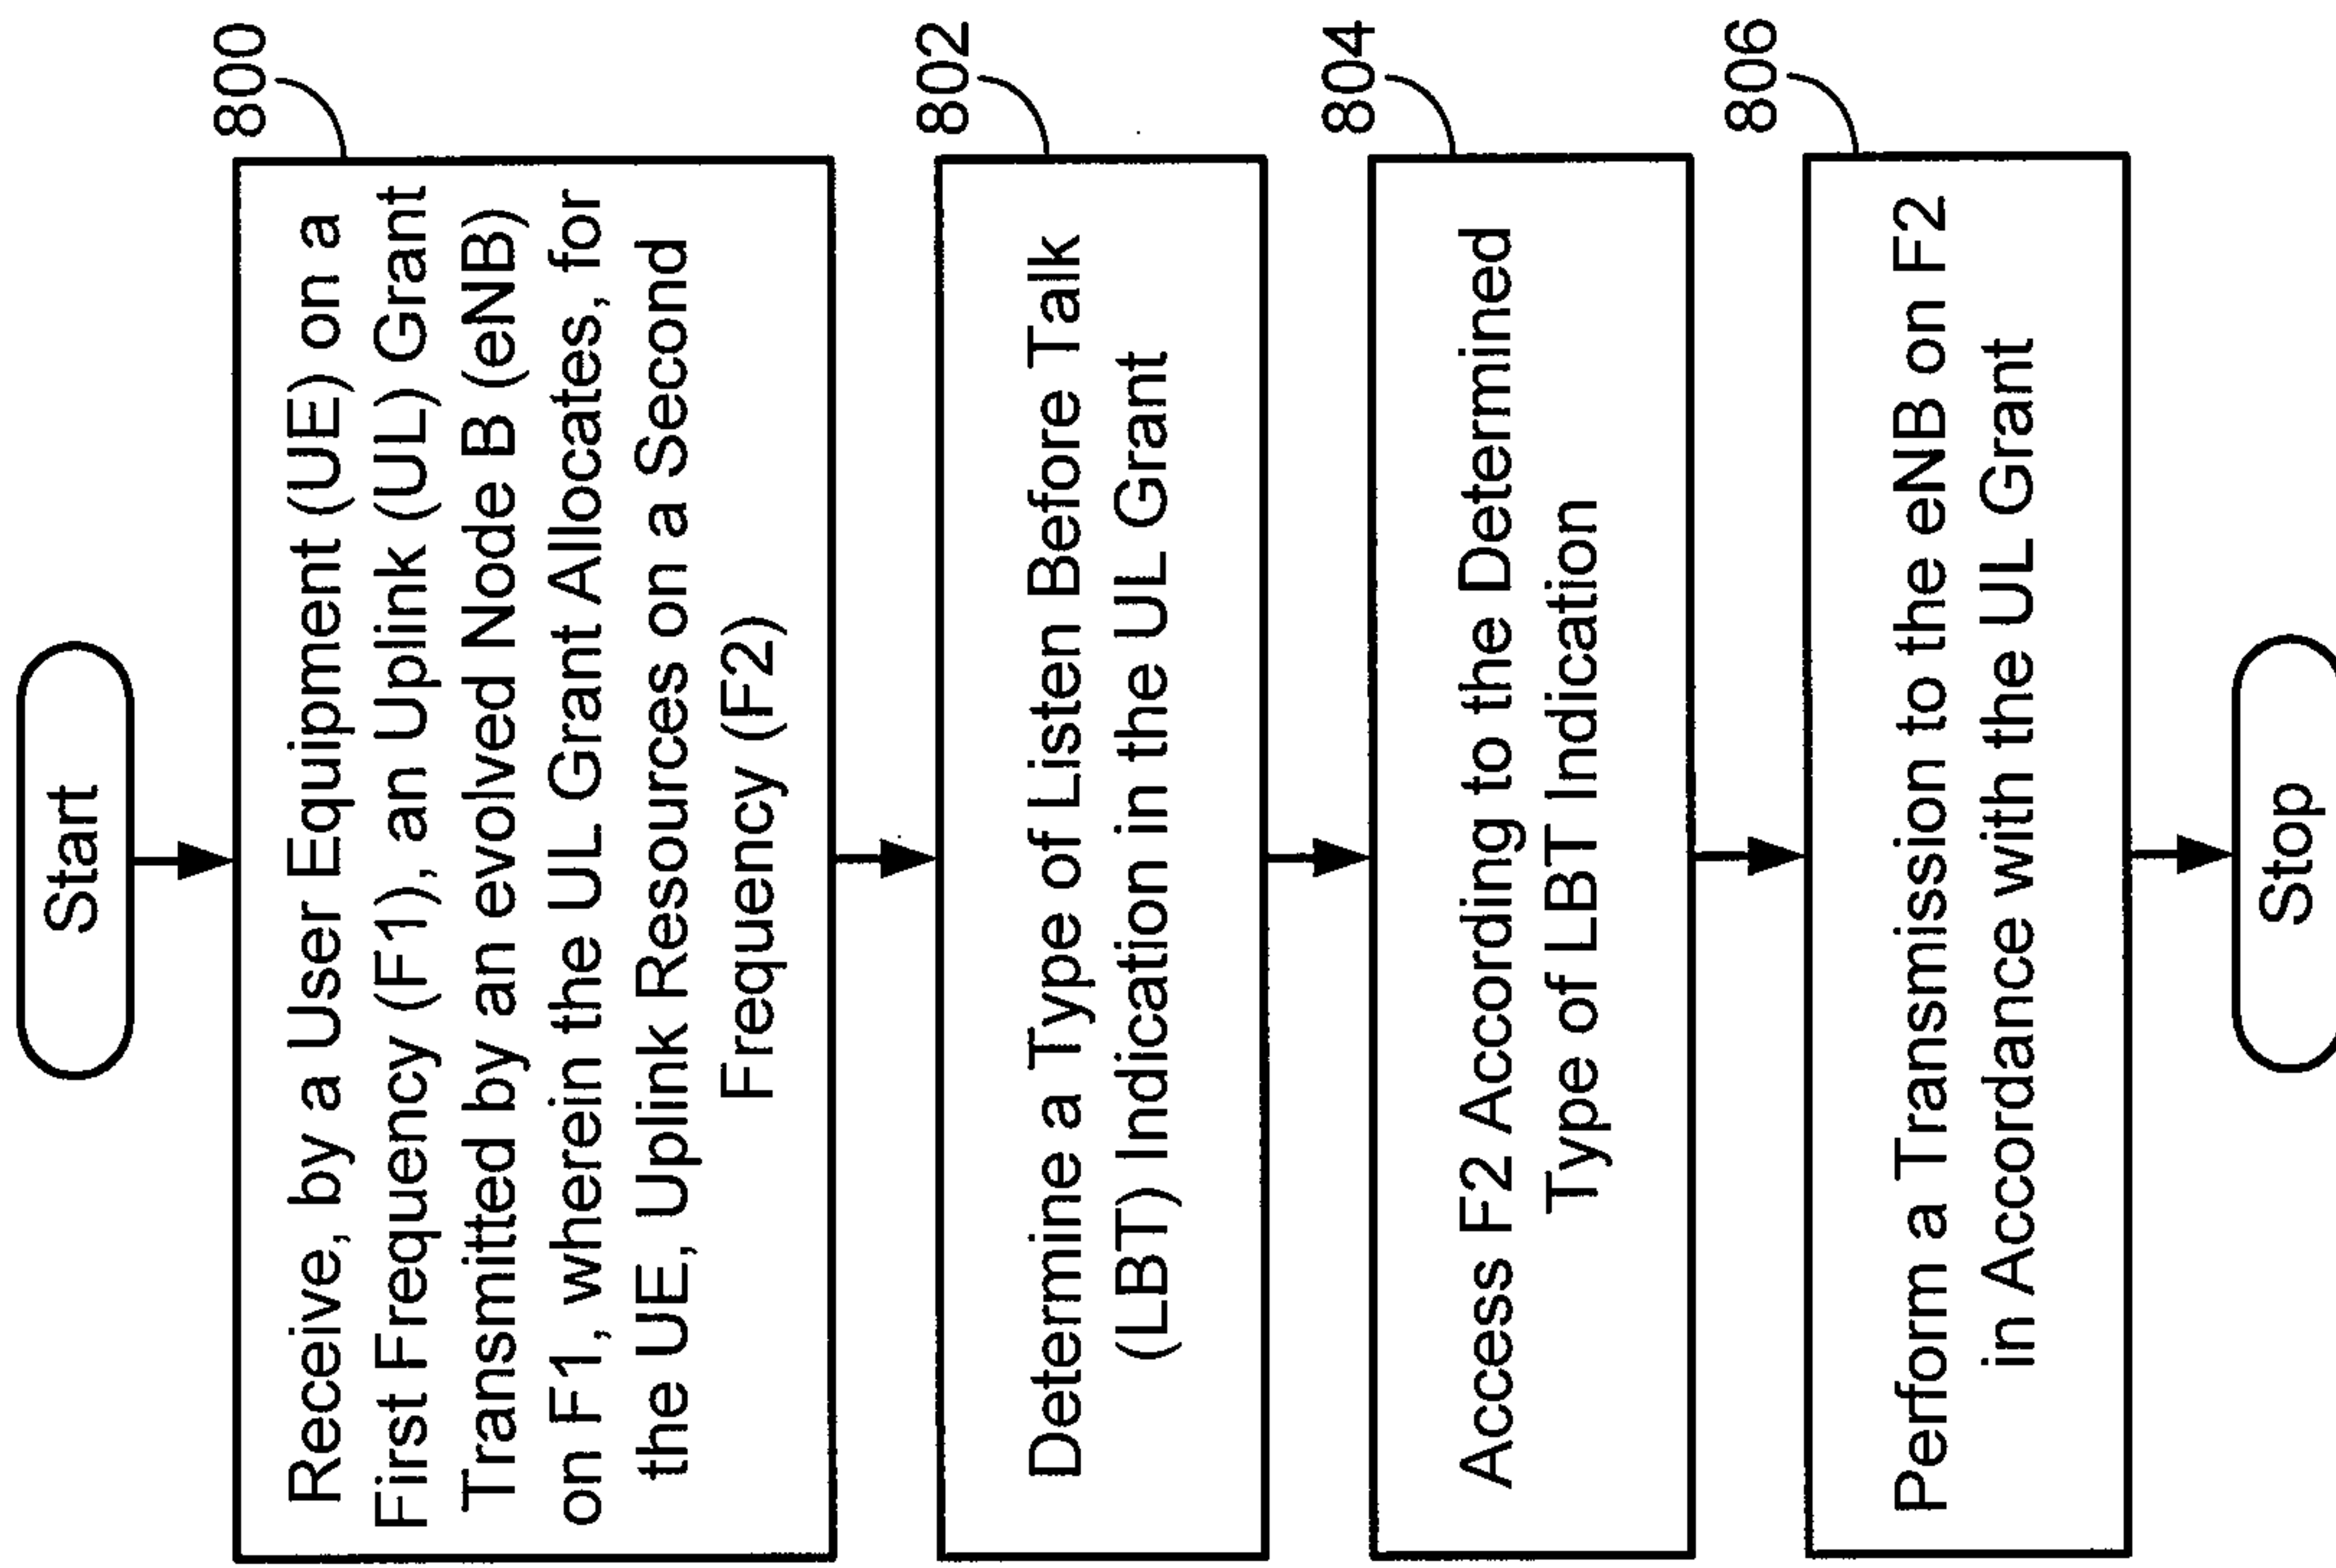 Start
800
Receive, by a User Equipment (UE) on a
First Frequency (F1), an Uplink (UL) Grant
Transmitted by an evolved Node B (eNB)
on F1, wherein the UL Grant Allocates, for
the UE, Uplink Resources on a Second
Frequency (F2)
802
Determine a Type of Listen Before Talk
(LBT) Indication in the UL Grant
804
Access F2 According to the Determined
Type of LBT Indication
806
Perform a Transmission to the eNB on F2
in Accordance with the UL Grant
Stop